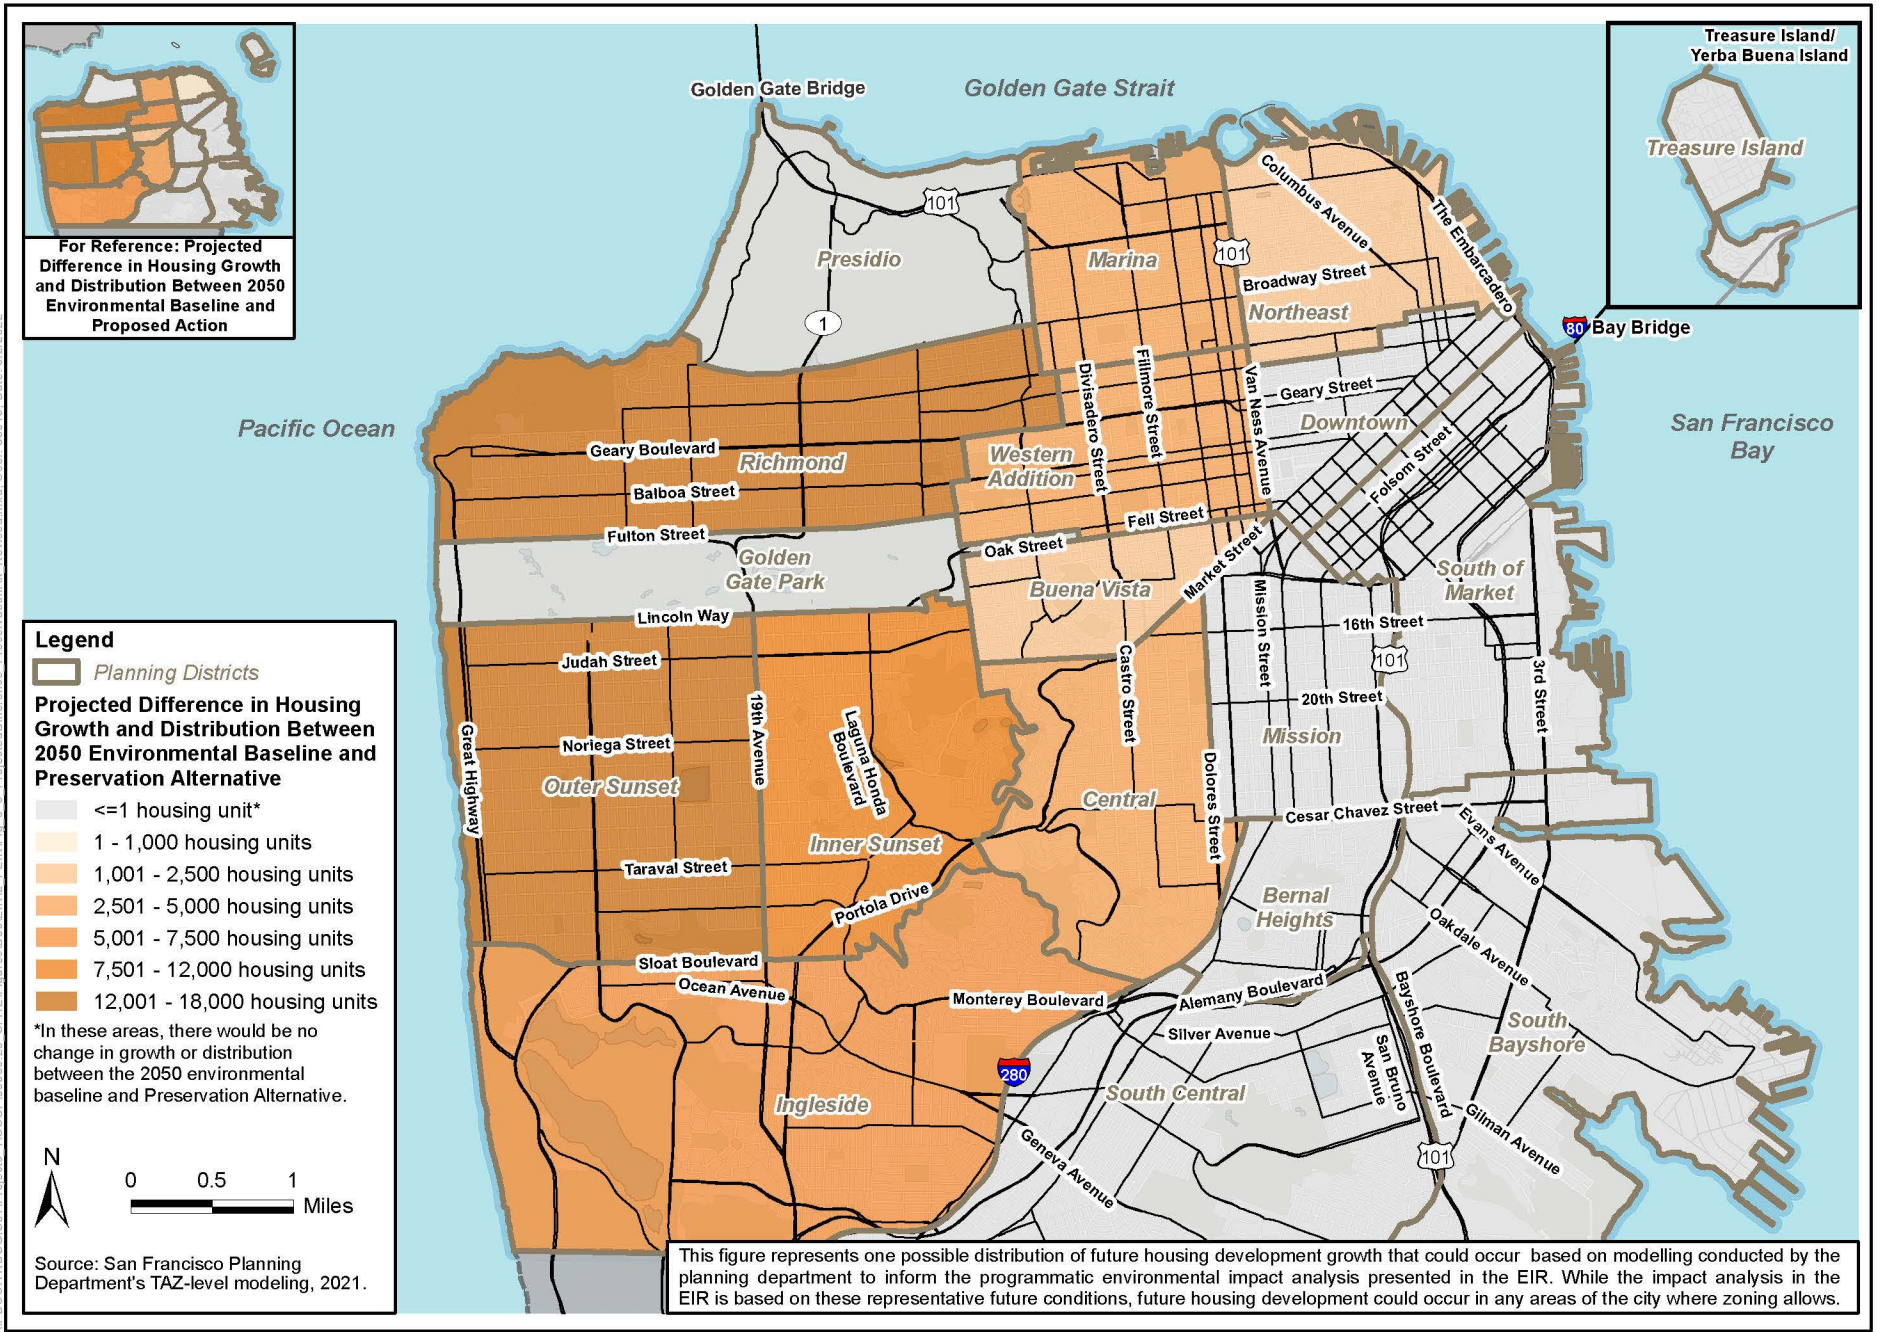 For Reference: Projected
Difference in Housing Growth
and Distribution Between 2050
Environmental Baseline and
Proposed Action
Golden Gate Bridge
Golden Gate Strait
Treasure Island/
Yerba Buena Island
Treasure Island
80 Bay Bridge
Pacific Ocean
San Francisco
Bay
Presidio
101
1
Marina
101
Columbus Avenue
The Embarcadero
Broadway Street
Northeast
Geary Boulevard
Richmond
Balboa Street
Fulton Street
Western
Addition
Divisadero Street
Fillmore Street
Van Ness Avenue
Geary Street
Downtown
Folsom Street
Fell Street
Oak Street
Market Street
Golden
Gate Park
Lincoln Way
Buena Vista
South of
Market
Mission Street
16th Street
101
3rd Street
20th Street
Mission
Judah Street
Noriega Street
Outer Sunset
Great Highway
19th Avenue
Laguna Honda
Boulevard
Castro Street
Central
Dolores Street
Cesar Chavez Street
Evans Avenue
Inner Sunset
Taraval Street
Portola Drive
Bernal
Heights
Oakdale Avenue
Sloat Boulevard
Ocean Avenue
Monterey Boulevard
Alemany Boulevard
Silver Avenue
Bayshore Boulevard
San Bruno
Avenue
South
Bayshore
280
South Central
Ingleside
Geneva Avenue
Gilman Avenue
101
Legend
Planning Districts
Projected Difference in Housing
Growth and Distribution Between
2050 Environmental Baseline and
Preservation Alternative
<=1 housing unit*
1 - 1,000 housing units
1,001 - 2,500 housing units
2,501 - 5,000 housing units
5,001 - 7,500 housing units
7,501 - 12,000 housing units
12,001 - 18,000 housing units
*In these areas, there would be no
change in growth or distribution
between the 2050 environmental
baseline and Preservation Alternative.
N
0 0.5 1
Miles
Source: San Francisco Planning
Department's TAZ-level modeling, 2021.
This figure represents one possible distribution of future housing development growth that could occur based on modelling conducted by the
planning department to inform the programmatic environmental impact analysis presented in the EIR. While the impact analysis in the
EIR is based on these representative future conditions, future housing development could occur in any areas of the city where zoning allows.